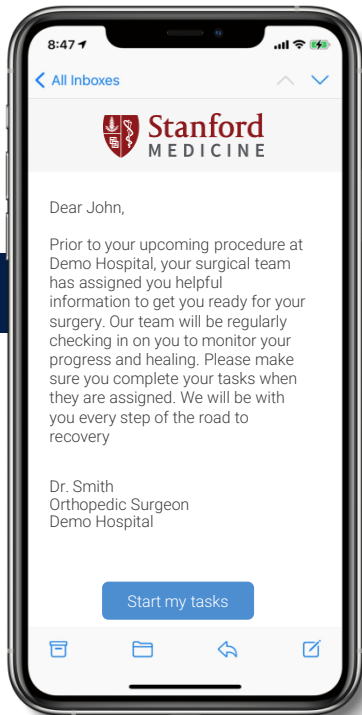 8:47
All Inboxes
Stanford
MEDICINE
Dear John,
Prior to your upcoming procedure at
Demo Hospital, your surgical team
has assigned you helpful
information to get you ready for your
surgery. Our team will be regularly
checking in on you to monitor your
progress and healing. Please make
sure you complete your tasks when
they are assigned. We will be with
you every step of the road to
recovery
Dr. Smith
Orthopedic Surgeon
Demo Hospital
Start my tasks